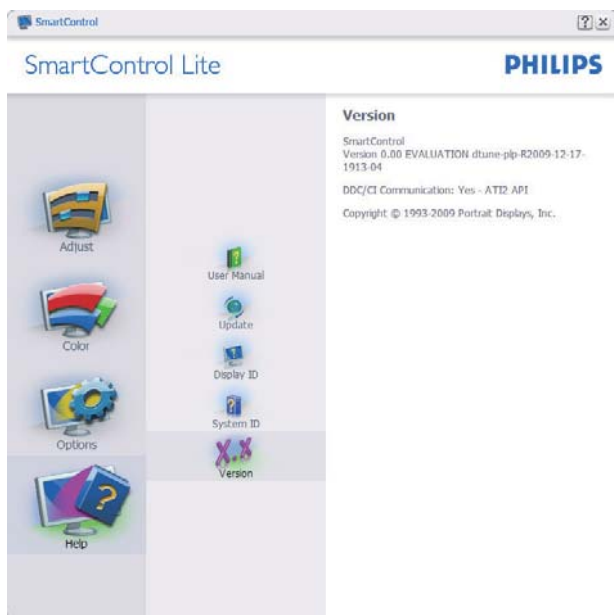 SmartControl
SmartControl Lite
PHILIPS
Adjust
Color
Options
Help
User Manual
Update
Display ID
System ID
X.X
Version
Version
SmartControl
Version 0.00 EVALUATION dtune-plp-R2009-12-17-
1913-04
DDC/CI Communication: Yes - ATI2 API
Copyright © 1993-2009 Portrait Displays, Inc.